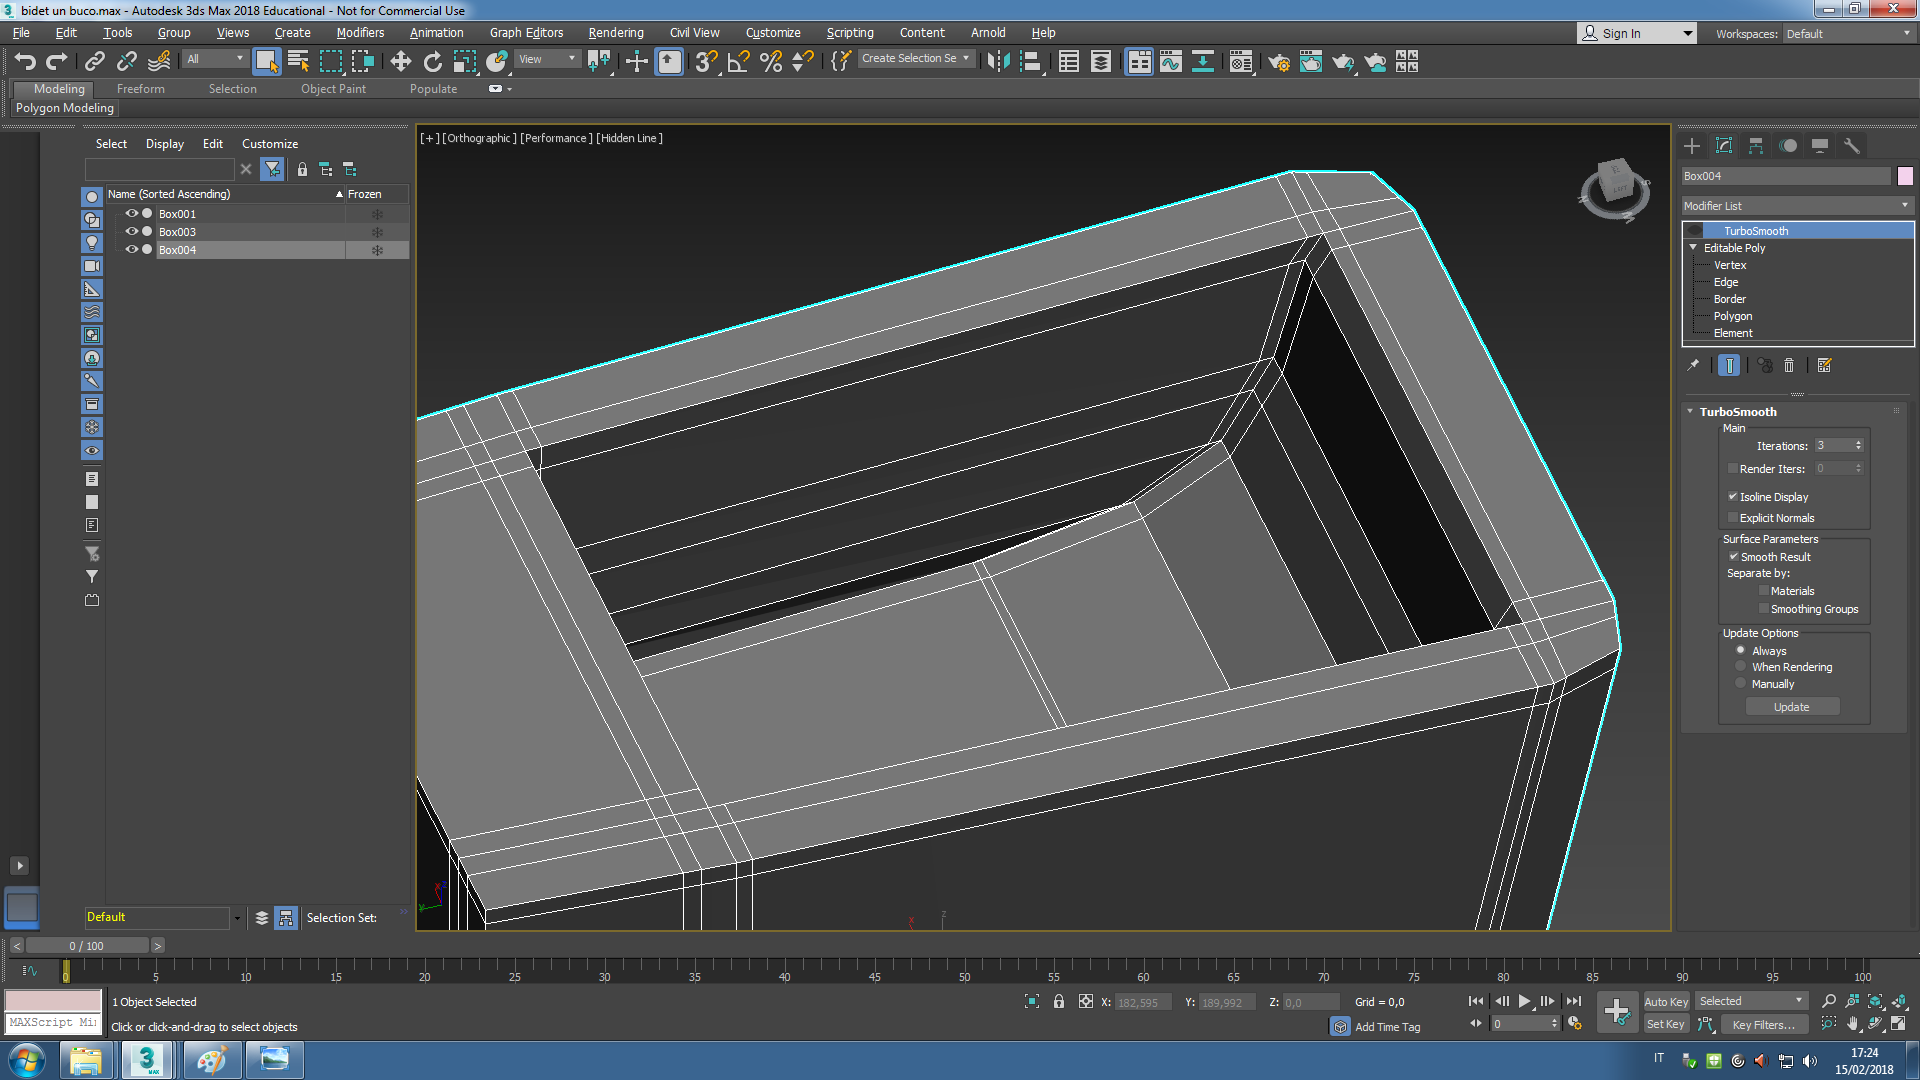 bidet un buco.max - Autodesk 3ds Max 2018 Educational - Not for Commercial Use
File Edit Tools Group Views Create Modifiers Animation Graph Editors Rendering Civil View Customize Scripting Content Arnold Help
Sign In
Workspaces: Default
All
View
Create Selection Se
Modeling Freeform Selection Object Paint Populate
Polygon Modeling
Select Display Edit Customize
Name (Sorted Ascending) Frozen
Box001
Box003
Box004
Default
Selection Set:
[+] [Orthographic] [Performance] [Hidden Line]
Box004
Modifier List
TurboSmooth
Editable Poly
Vertex
Edge
Border
Polygon
Element
TurboSmooth
Main
Iterations: 3
Render Iters: 0
Isoline Display
Explicit Normals
Surface Parameters
Smooth Result
Separate by:
Materials
Smoothing Groups
Update Options
Always
When Rendering
Manually
Update
0 / 100
0 5 10 15 20 25 30 35 40 45 50 55 60 65 70 75 80 85 90 95 100
1 Object Selected
X: 182,595 Y: 189,992 Z: 0,0 Grid = 0,0
Auto Key Selected
MAXScript Mi
Click or click-and-drag to select objects
Add Time Tag
0
Set Key Key Filters...
IT
17:24
15/02/2018